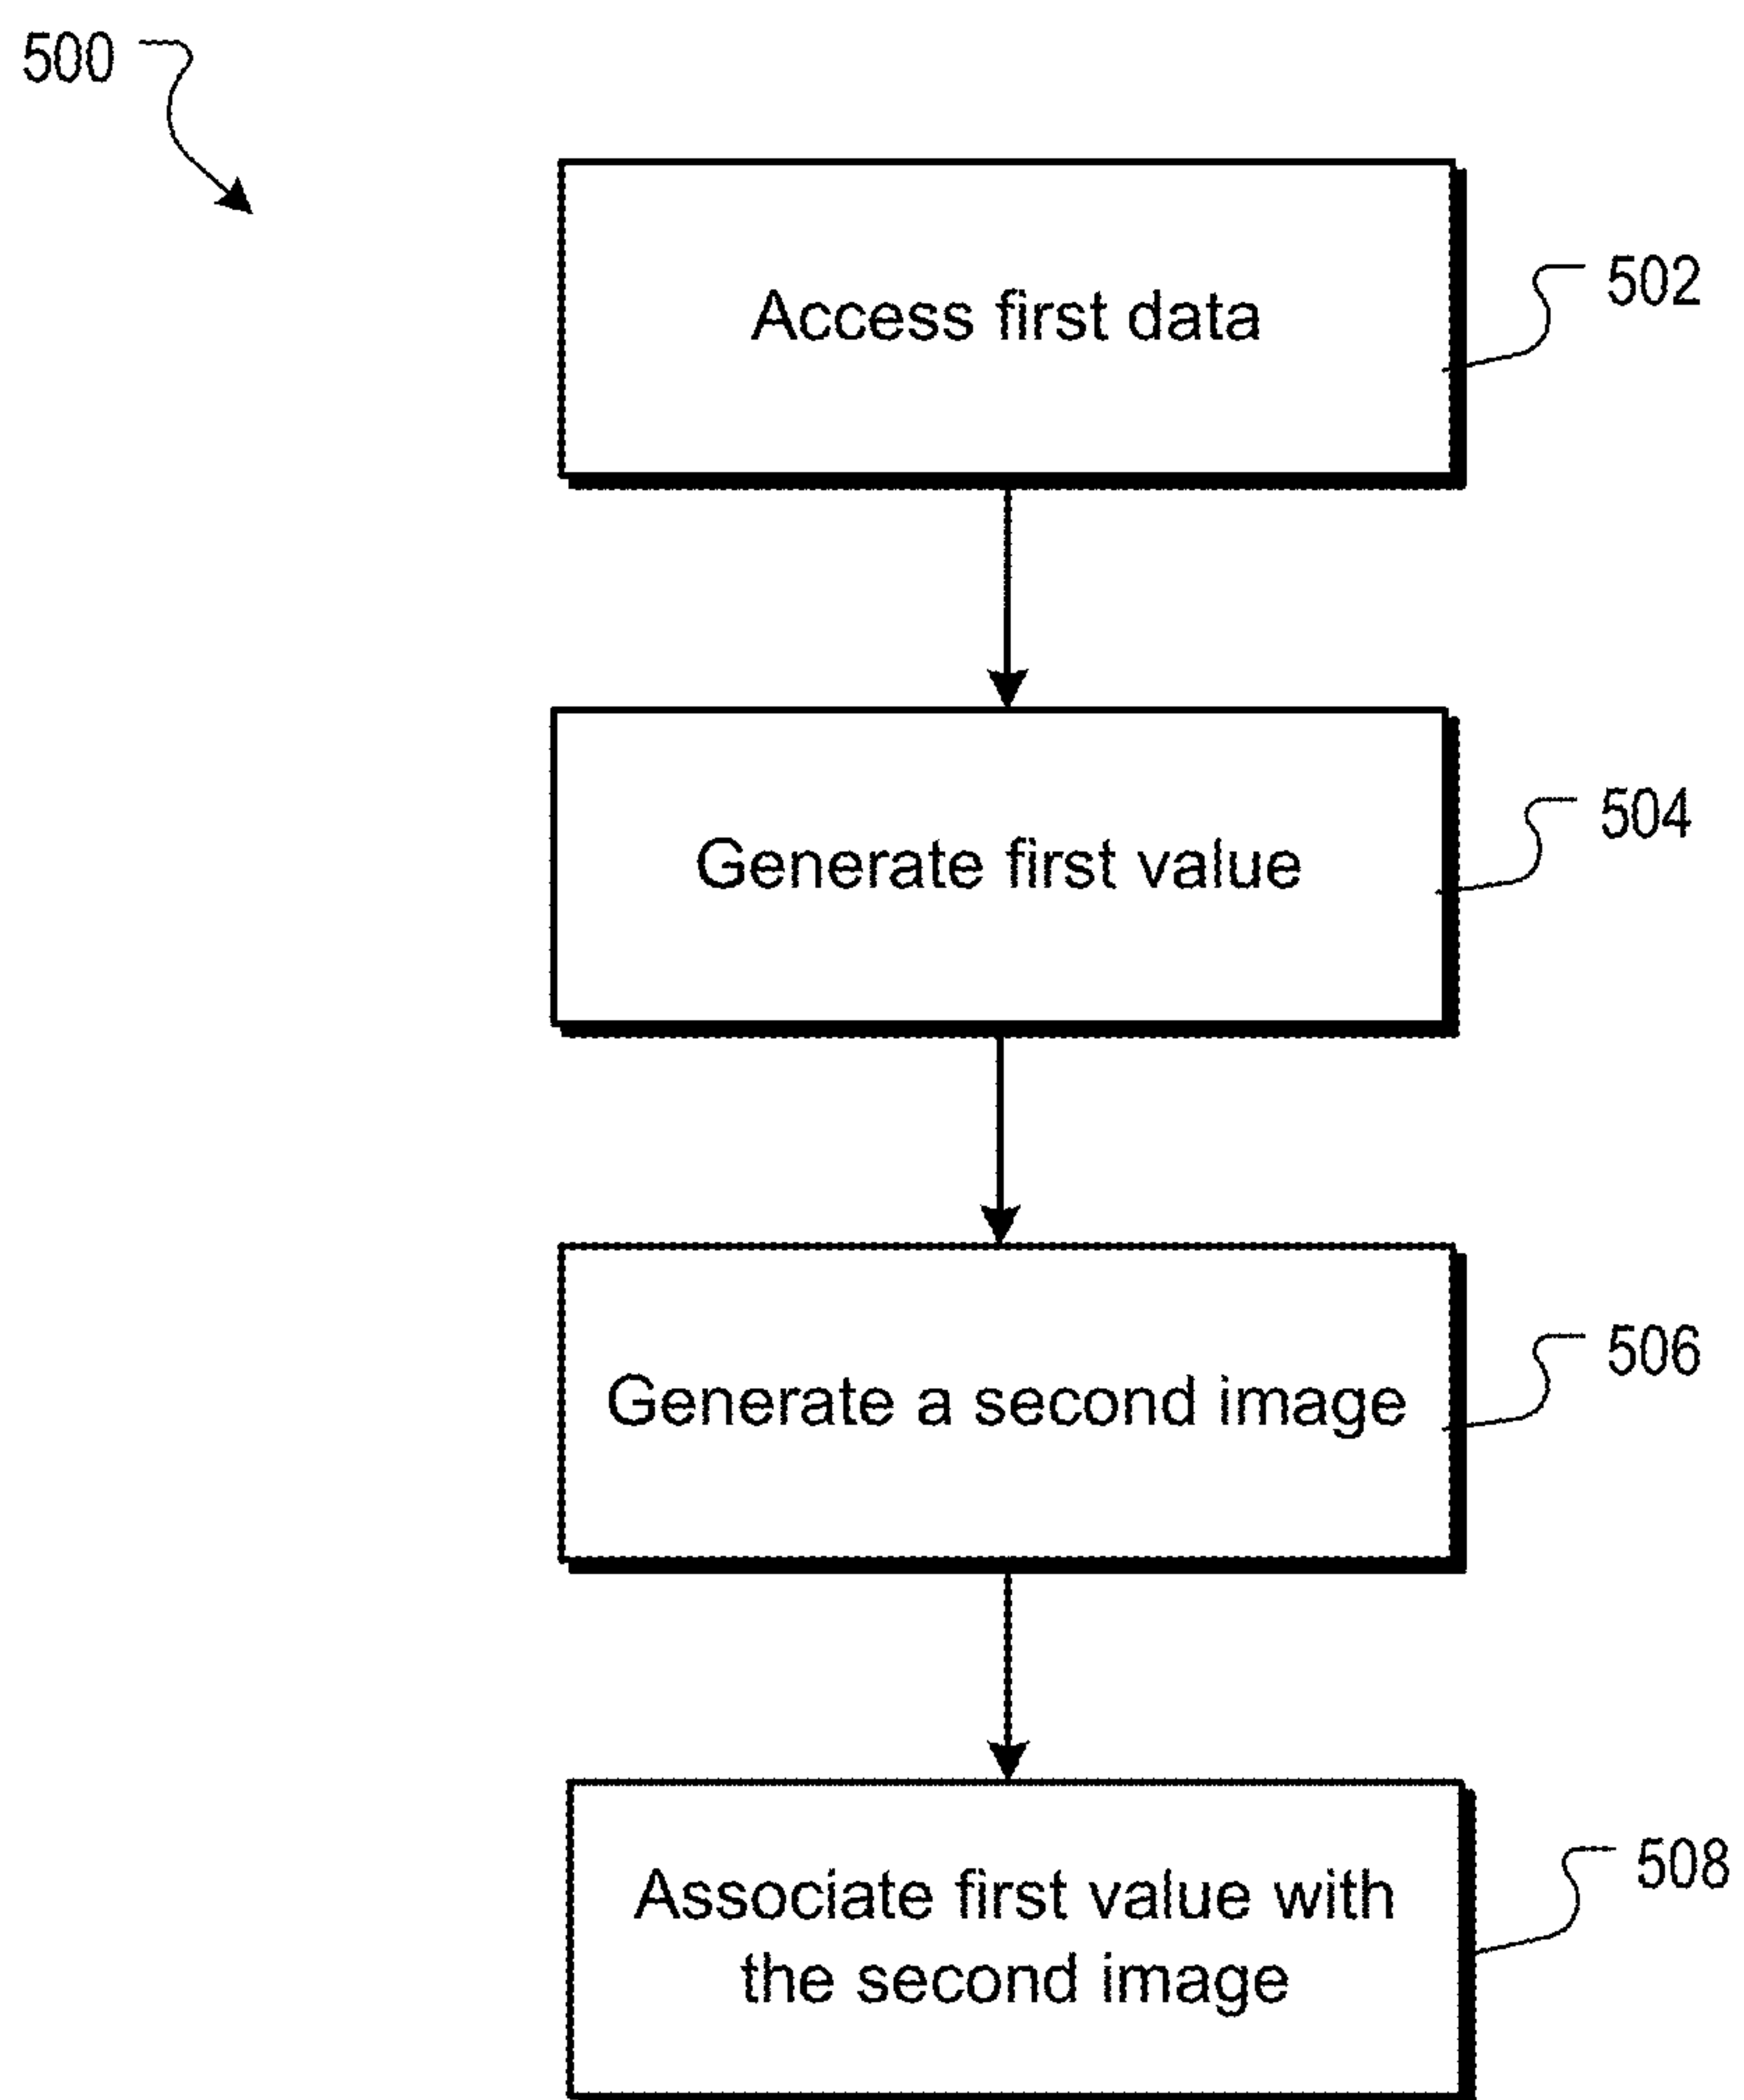 500
Access first data
502
Generate first value
504
Generate a second image
506
Associate first value with
the second image
508